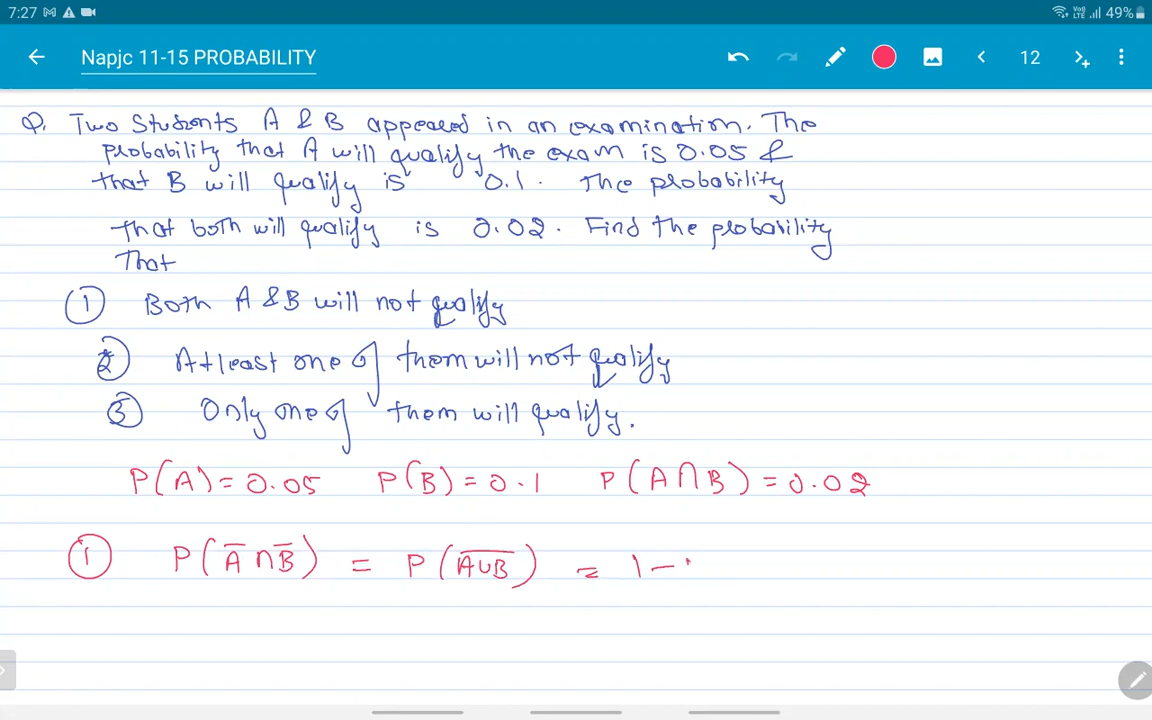 7:27 49%
Napjc 11-15 PROBABILITY 12
Q. Two Students A & B appeared in an examination. The
probability that A will qualify the exam is 0.05 &
that B will qualify is 0.1. The probability
that both will qualify is 0.02. Find the probability
That
① Both A & B will not qualify
② Atleast one of them will not qualify
③ Only one of them will qualify.
P(A) = 0.05 P(B) = 0.1 P(A∩B) = 0.02
① P(A̅ ∩ B̅) = P(A̅∪̅B̅) = 1 -